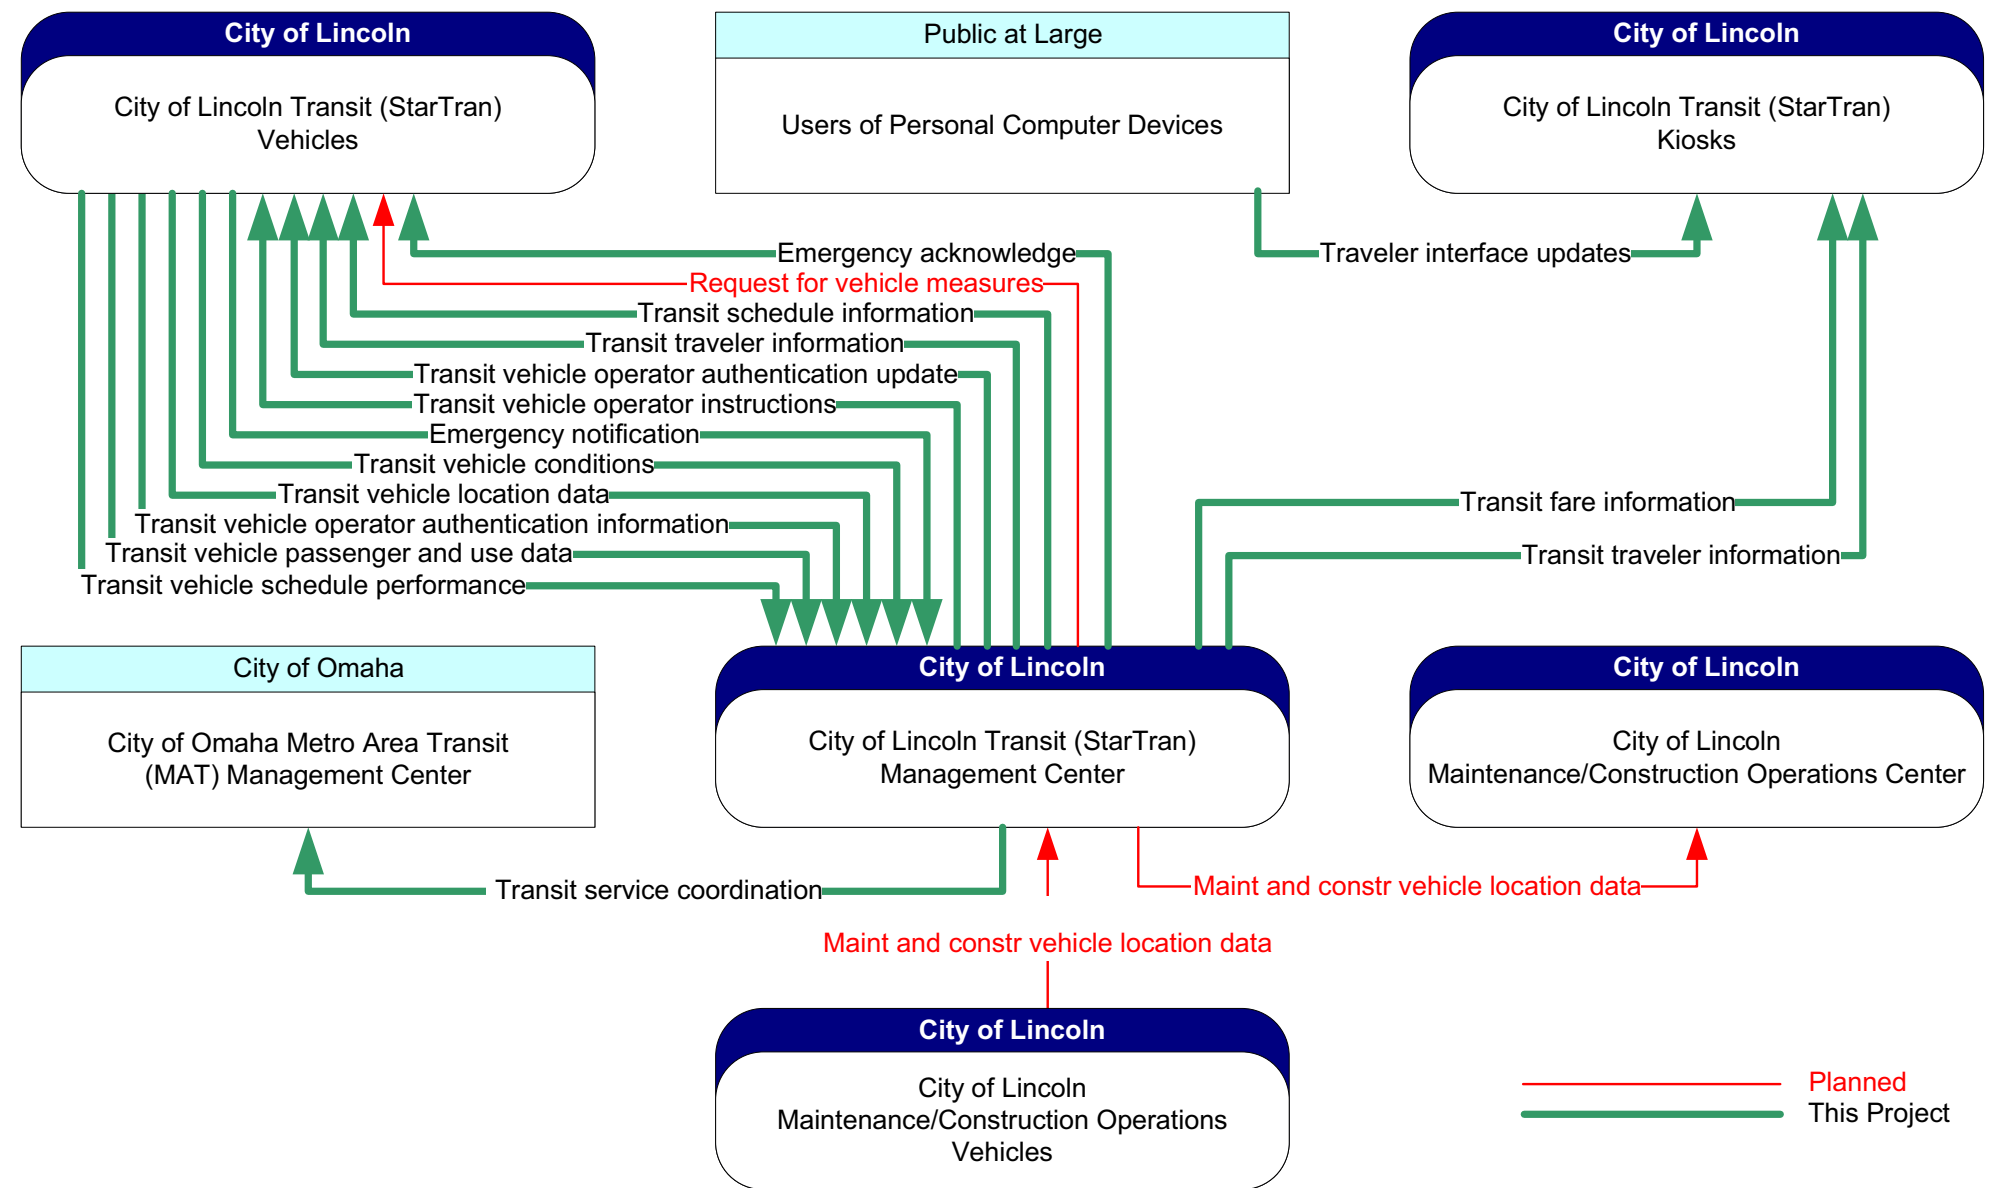 City of Lincoln
City of Lincoln Transit (StarTran)
Vehicles
Public at Large
Users of Personal Computer Devices
City of Lincoln
City of Lincoln Transit (StarTran)
Kiosks
Emergency acknowledge
Traveler interface updates
Request for vehicle measures
Transit schedule information
Transit traveler information
Transit vehicle operator authentication update
Transit vehicle operator instructions
Emergency notification
Transit vehicle conditions
Transit vehicle location data
Transit fare information
Transit vehicle operator authentication information
Transit vehicle passenger and use data
Transit traveler information
Transit vehicle schedule performance
City of Omaha
City of Omaha Metro Area Transit
(MAT) Management Center
City of Lincoln
City of Lincoln Transit (StarTran)
Management Center
City of Lincoln
City of Lincoln
Maintenance/Construction Operations Center
Transit service coordination
Maint and constr vehicle location data
Maint and constr vehicle location data
City of Lincoln
City of Lincoln
Maintenance/Construction Operations
Vehicles
Planned
This Project